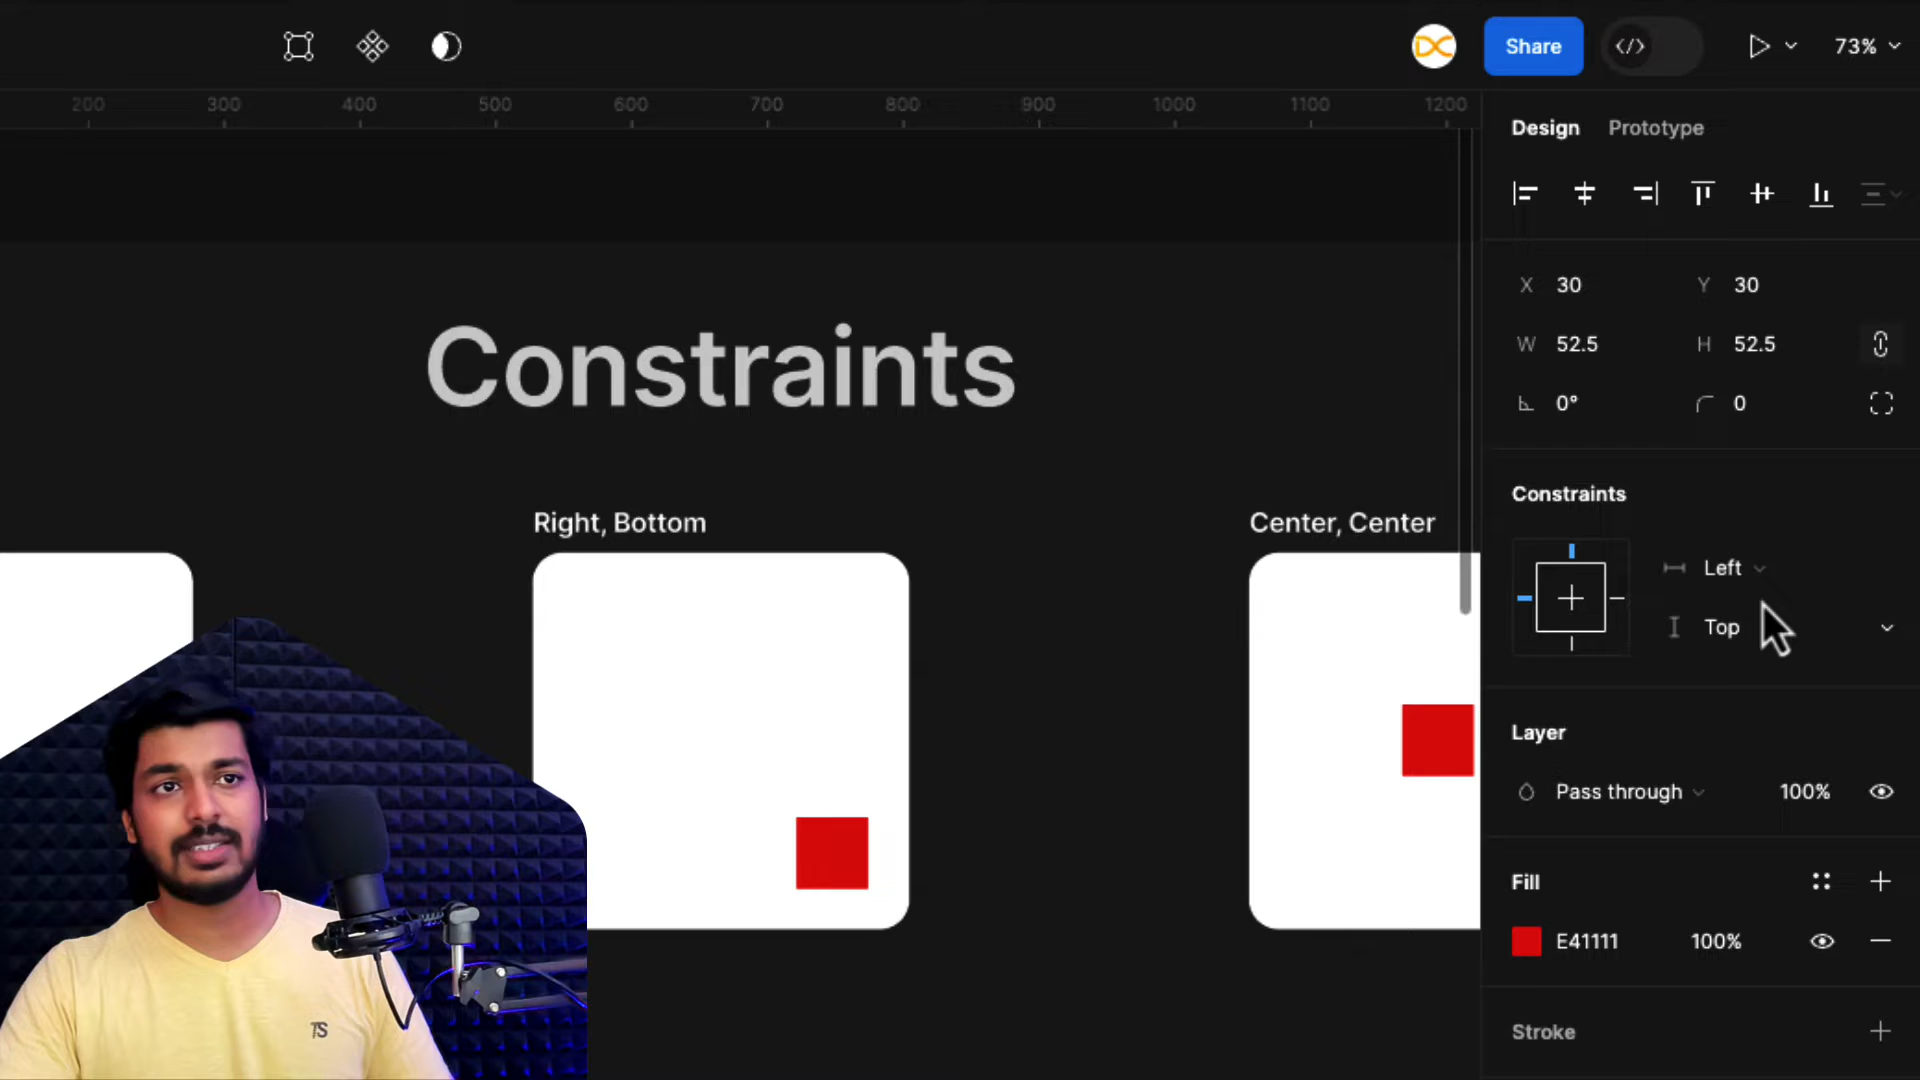 Share
73%
200 300 400 500 600 700 800 900 1000 1100 1200
Design Prototype
X 30 Y 30
W 52.5 H 52.5
0° 0
Constraints
Constraints
Left
Top
Right, Bottom
Center, Center
Layer
Pass through 100%
Fill
E41111 100%
Stroke
TS